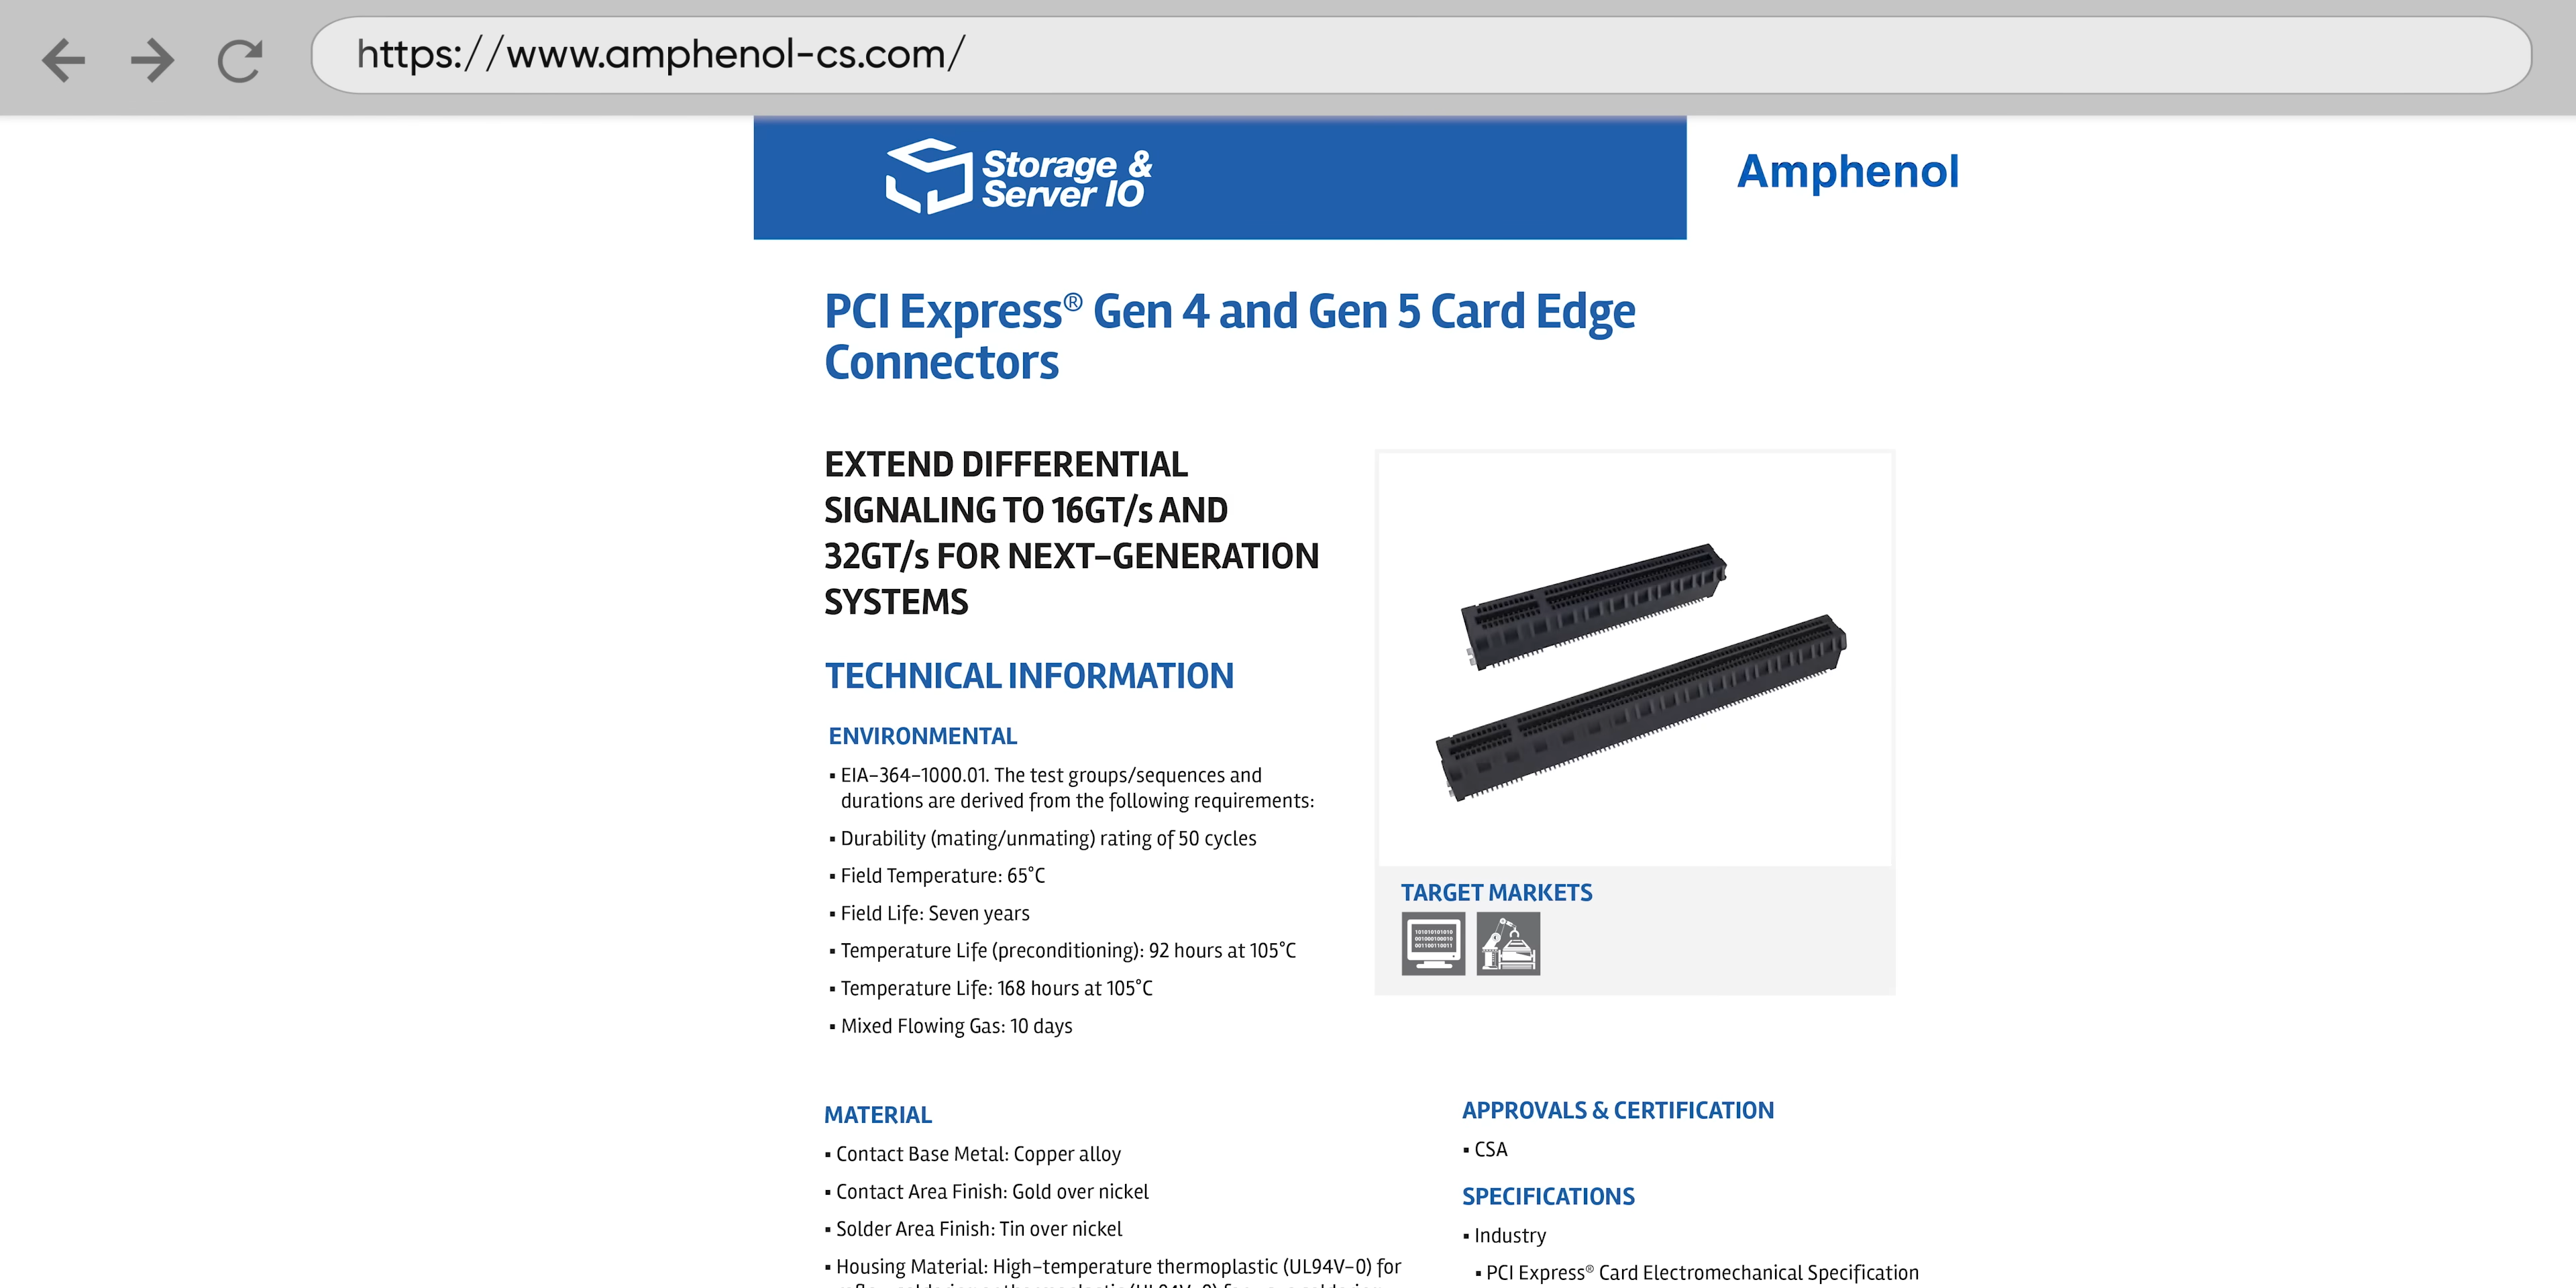 https://www.amphenol-cs.com/
Storage &
Server IO
Amphenol
PCI Express® Gen 4 and Gen 5 Card Edge
Connectors
EXTEND DIFFERENTIAL
SIGNALING TO 16GT/s AND
32GT/s FOR NEXT-GENERATION
SYSTEMS
TECHNICAL INFORMATION
ENVIRONMENTAL
▪ EIA-364-1000.01. The test groups/sequences and
durations are derived from the following requirements:
▪ Durability (mating/unmating) rating of 50 cycles
▪ Field Temperature: 65°C
▪ Field Life: Seven years
▪ Temperature Life (preconditioning): 92 hours at 105°C
▪ Temperature Life: 168 hours at 105°C
▪ Mixed Flowing Gas: 10 days
TARGET MARKETS
101010101010
001000100010
001100110011
MATERIAL
▪ Contact Base Metal: Copper alloy
▪ Contact Area Finish: Gold over nickel
▪ Solder Area Finish: Tin over nickel
▪ Housing Material: High-temperature thermoplastic (UL94V-0) for
APPROVALS & CERTIFICATION
▪ CSA
SPECIFICATIONS
▪ Industry
▪ PCI Express® Card Electromechanical Specification